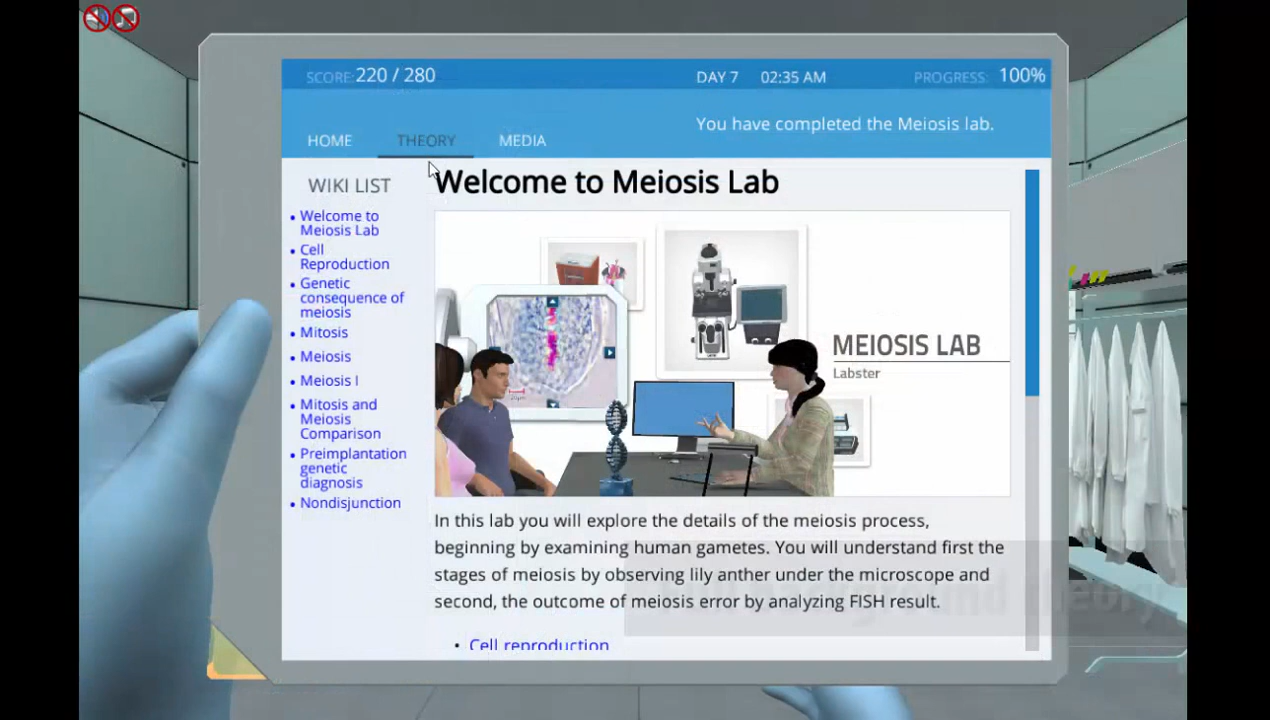 SCORE: 220 / 280
DAY 7
02:35 AM
PROGRESS: 100%
You have completed the Meiosis lab.
HOME
THEORY
MEDIA
WIKI LIST
• Welcome to
Meiosis Lab
• Cell
Reproduction
• Genetic
consequence of
meiosis
• Mitosis
• Meiosis
• Meiosis I
• Mitosis and
Meiosis
Comparison
• Preimplantation
genetic
diagnosis
• Nondisjunction
Welcome to Meiosis Lab
MEIOSIS LAB
Labster
In this lab you will explore the details of the meiosis process,
beginning by examining human gametes. You will understand first the
stages of meiosis by observing lily anther under the microscope and
second, the outcome of meiosis error by analyzing FISH result.
• Cell reproduction